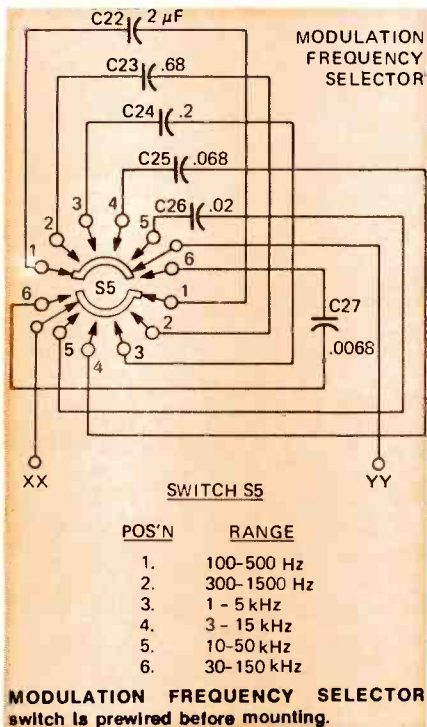 C22 2 µF
MODULATION
FREQUENCY
SELECTOR
C23 .68
C24 .2
C25 .068
C26 .02
1 2 3 4 5 6
S5
6 5 4 3 2 1
C27
.0068
XX YY
SWITCH S5
POS'N RANGE
1. 100-500 Hz
2. 300-1500 Hz
3. 1 - 5 kHz
4. 3 - 15 kHz
5. 10-50 kHz
6. 30-150 kHz
MODULATION FREQUENCY SELECTOR
switch is prewired before mounting.